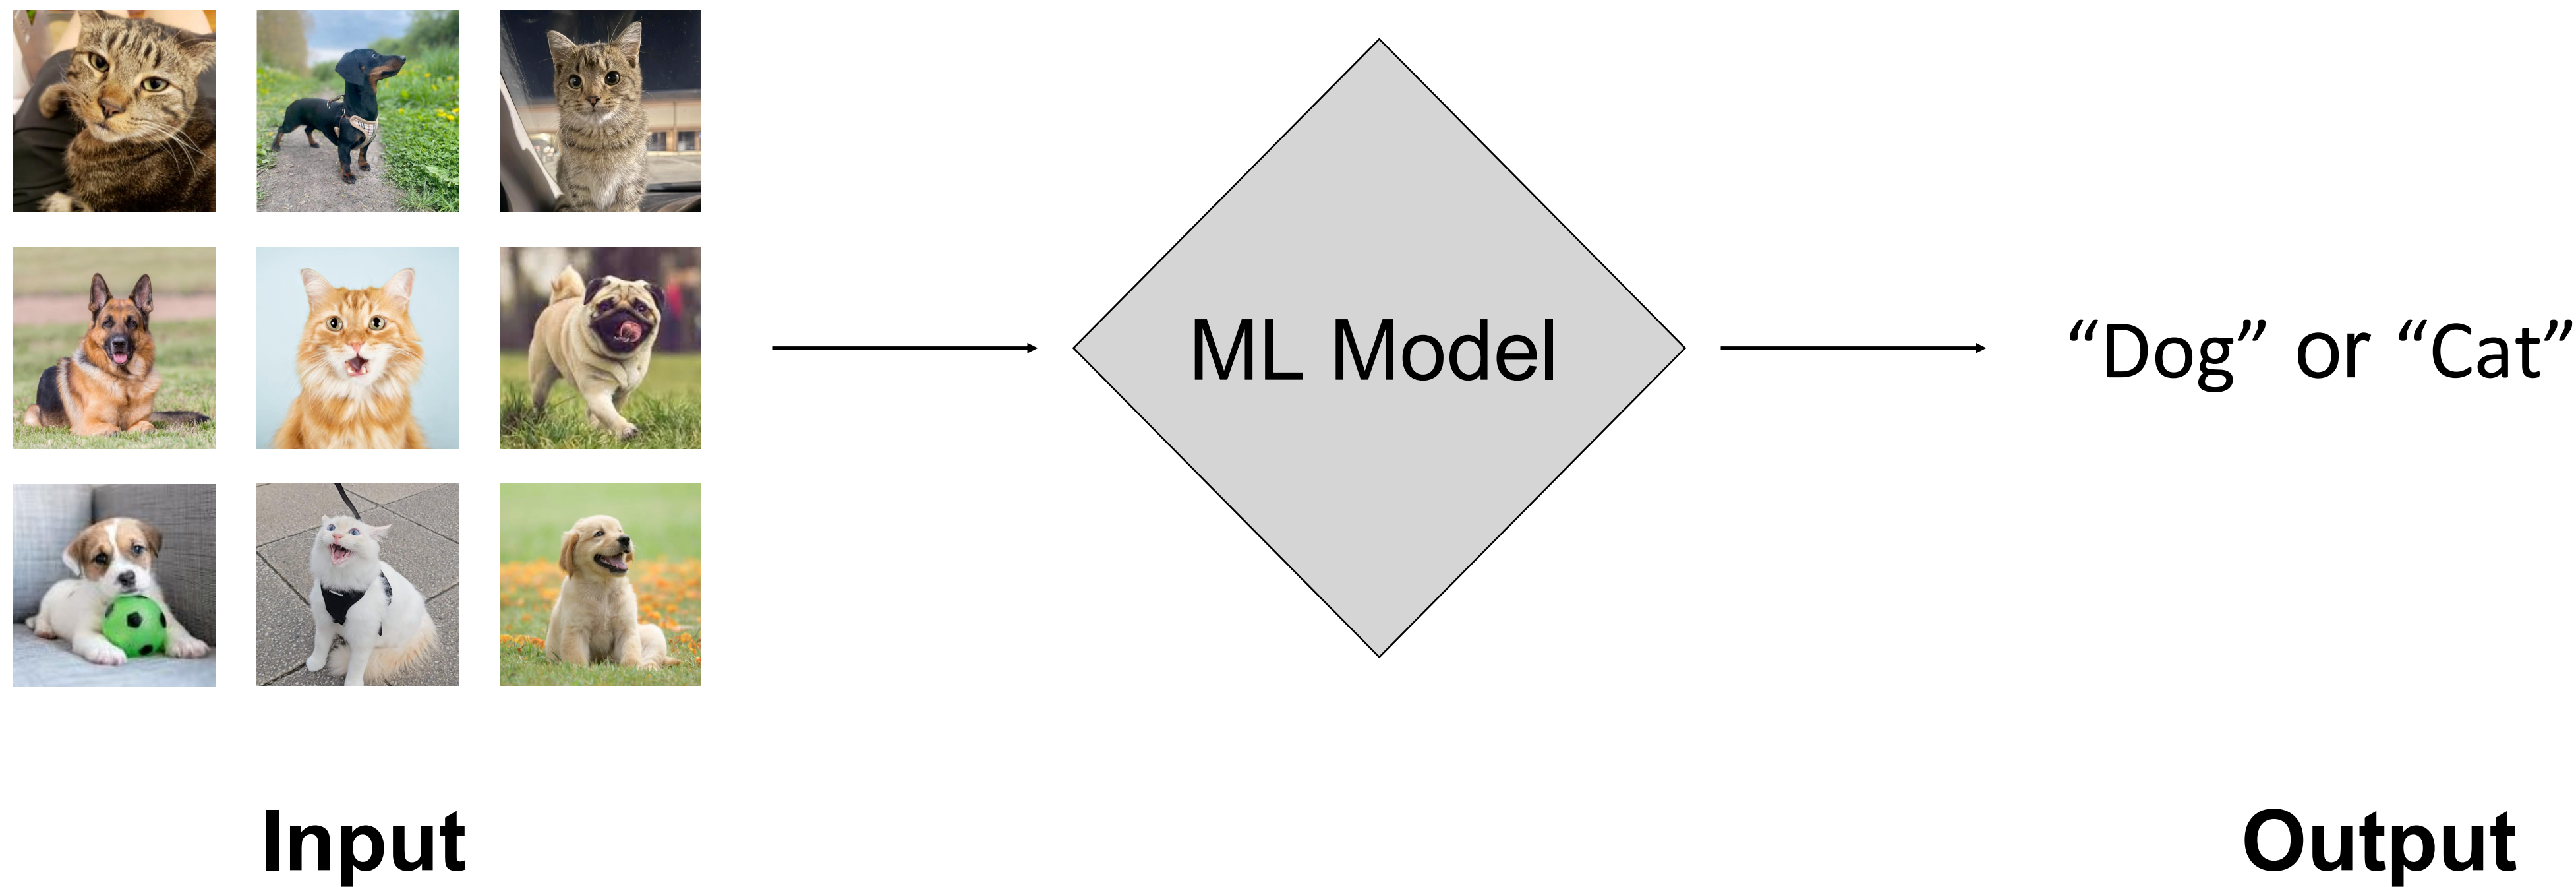 ML Model
“Dog” or “Cat”
Input
Output